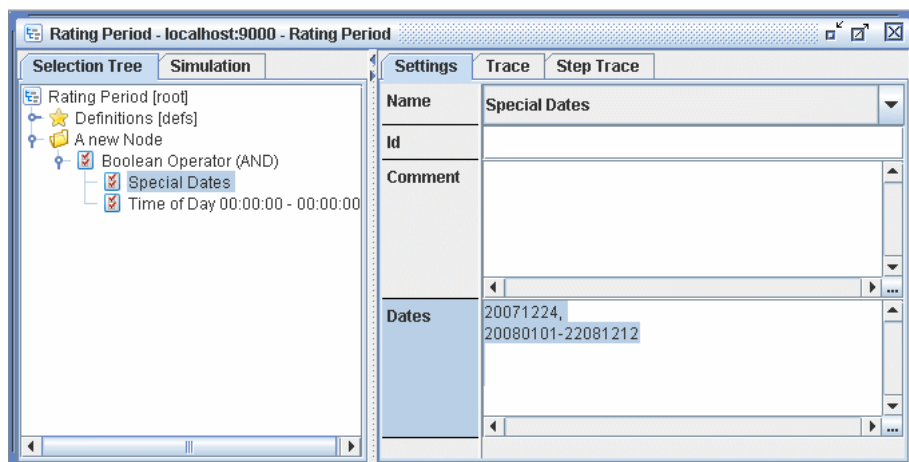 Rating Period - localhost:9000 - Rating Period
Selection Tree
Simulation
Rating Period [root]
Definitions [defs]
A new Node
Boolean Operator (AND)
Special Dates
Time of Day 00:00:00 - 00:00:00
Settings
Trace
Step Trace
Name
Special Dates
Id
Comment
...
Dates
20071224,
20080101-22081212
...